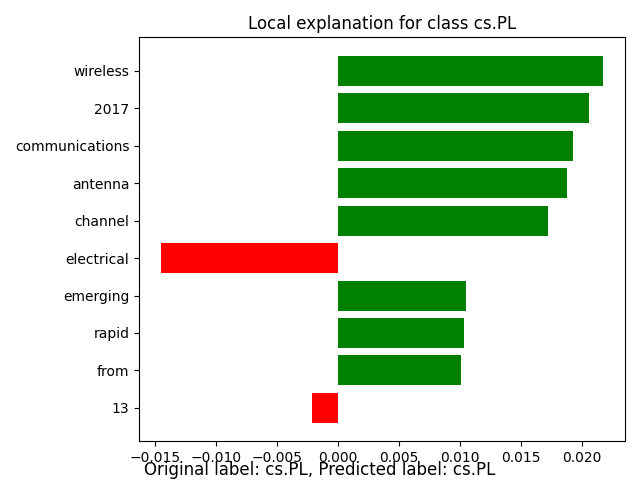 Local explanation for class cs.PL
wireless
2017
communications
antenna
channel
electrical
emerging
rapid
from
13
−0.015 −0.010 −0.005 0.000 0.005 0.010 0.015 0.020
Original label: cs.PL, Predicted label: cs.PL